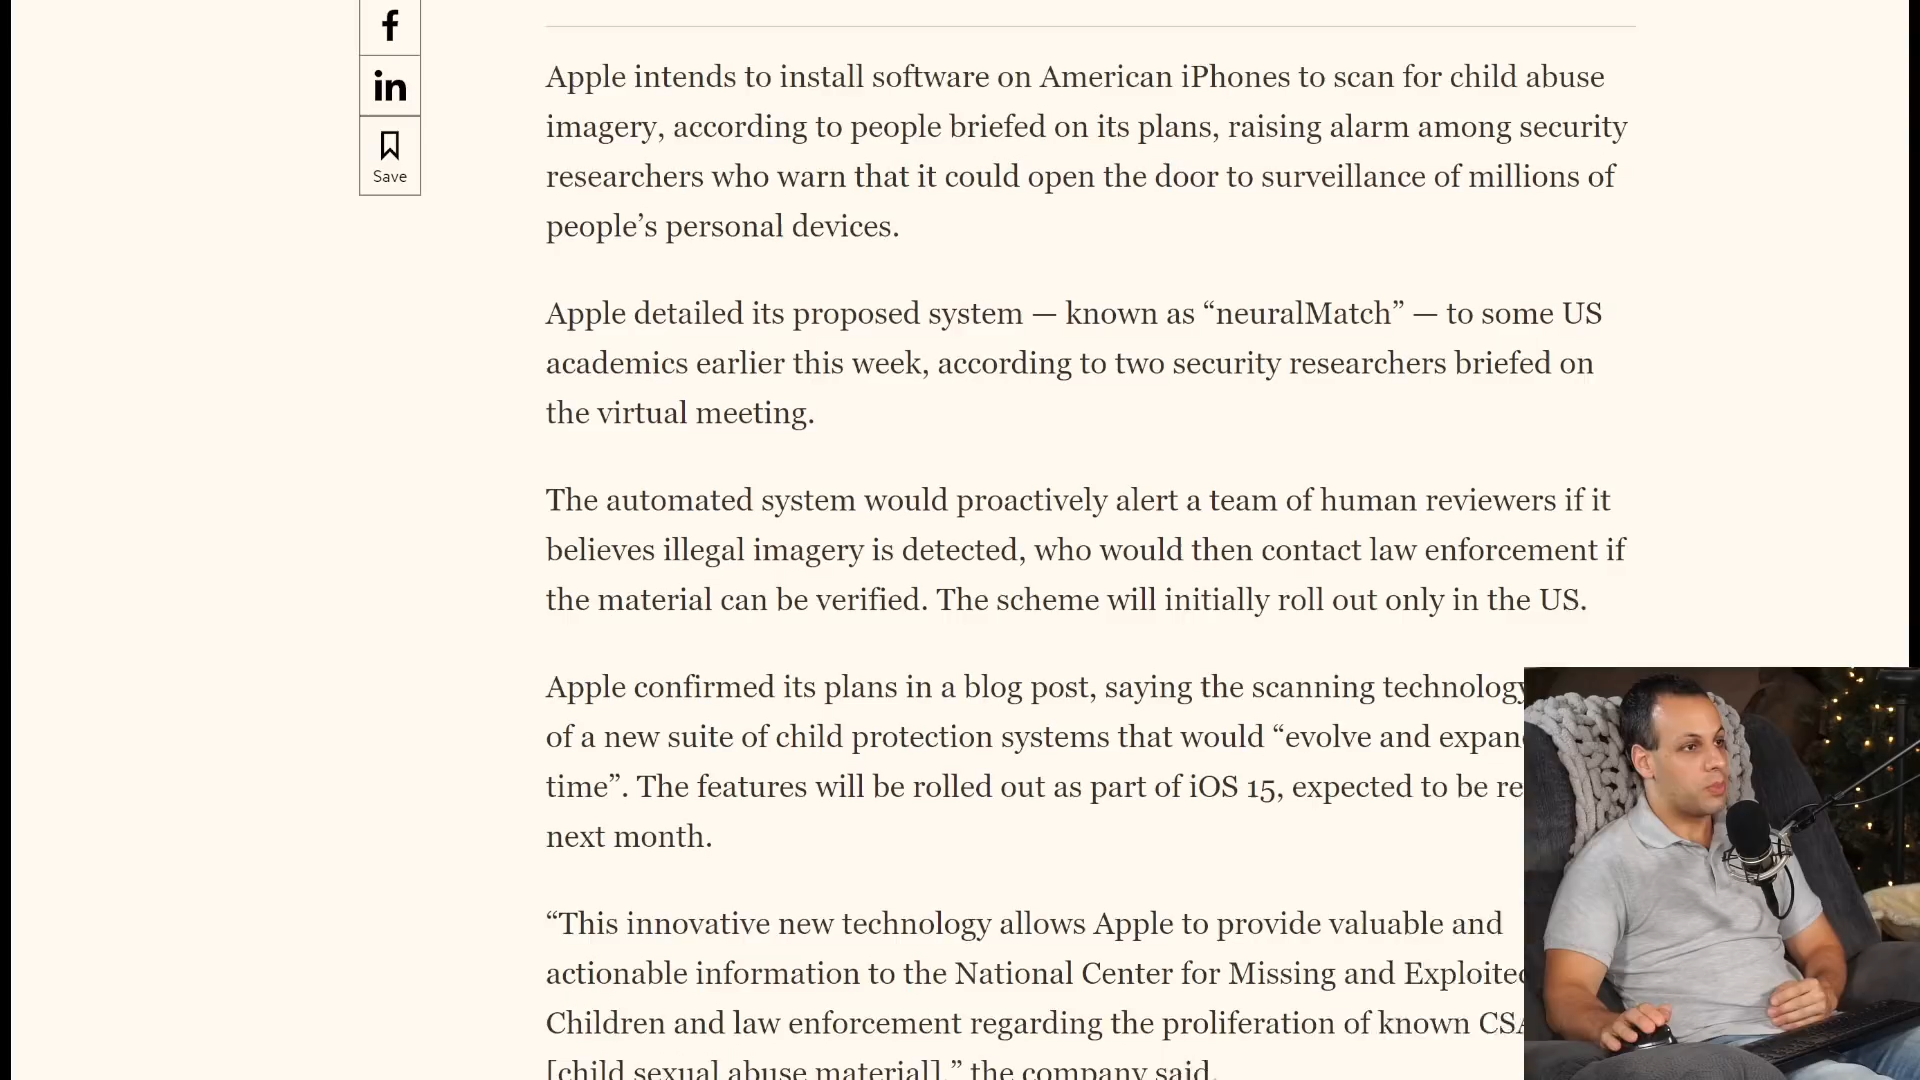 Apple intends to install software on American iPhones to scan for child abuse
imagery, according to people briefed on its plans, raising alarm among security
researchers who warn that it could open the door to surveillance of millions of
people’s personal devices.
Save
Apple detailed its proposed system — known as “neuralMatch” — to some US
academics earlier this week, according to two security researchers briefed on
the virtual meeting.
The automated system would proactively alert a team of human reviewers if it
believes illegal imagery is detected, who would then contact law enforcement if
the material can be verified. The scheme will initially roll out only in the US.
Apple confirmed its plans in a blog post, saying the scanning technology
of a new suite of child protection systems that would “evolve and
time”. The features will be rolled out as part of iOS 15, expected to be
next month.
“This innovative new technology allows Apple to provide valuable and
actionable information to the National Center for Missing and
Children and law enforcement regarding the proliferation of known
[child sexual abuse material],” the company said.